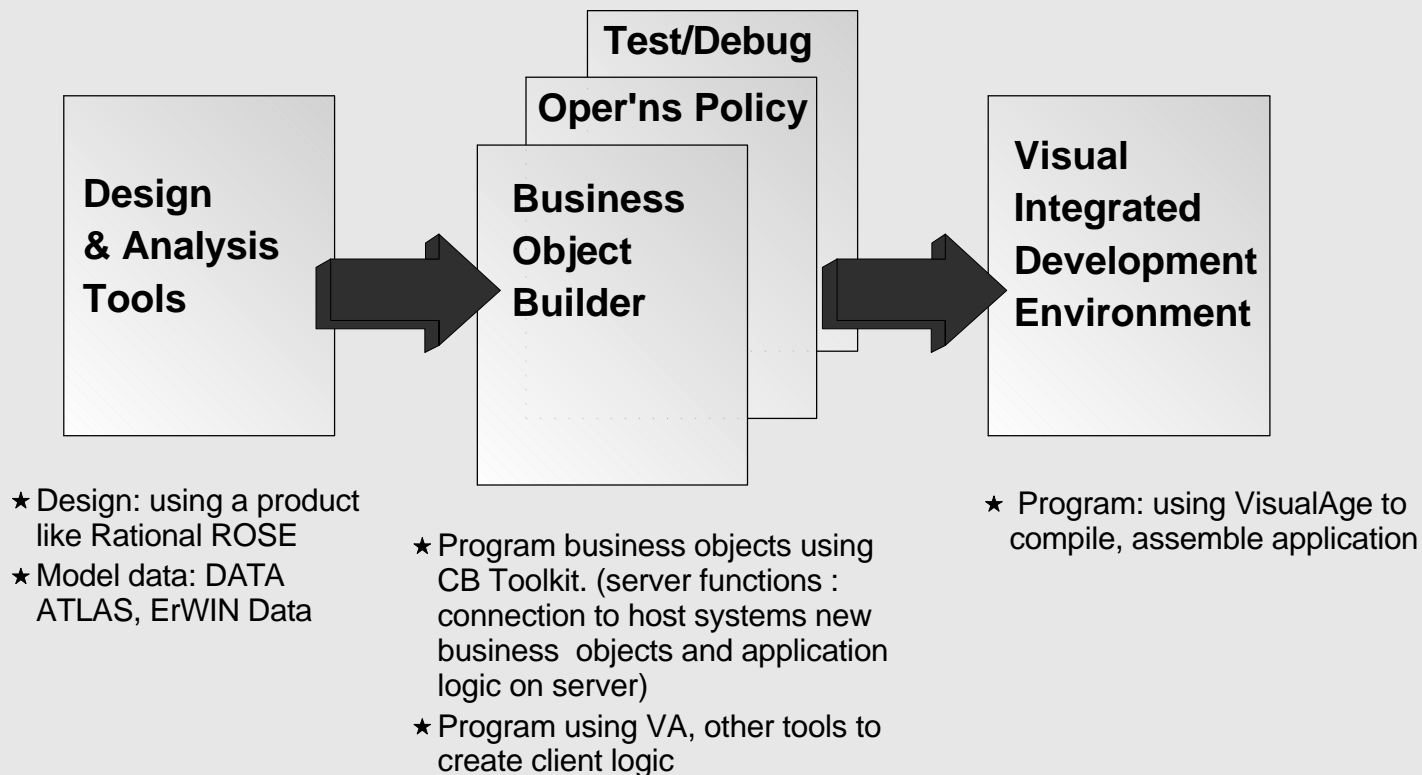 Test/Debug
Oper'ns Policy
Design
& Analysis
Tools
Business
Object
Builder
Visual
Integrated
Development
Environment
★ Design: using a product
like Rational ROSE
★ Model data: DATA
ATLAS, ErWIN Data
★ Program business objects using
CB Toolkit. (server functions :
connection to host systems new
business objects and application
logic on server)
★ Program using VA, other tools to
create client logic
★ Program: using VisualAge to
compile, assemble application